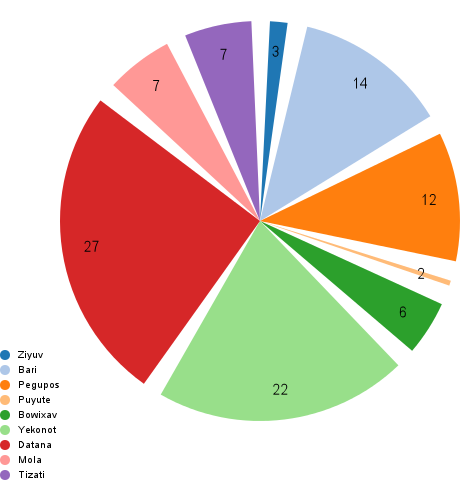 3
14
7
7
12
27
2
6
22
Ziyuv
Bari
Pegupos
Puyute
Bowixav
Yekonot
Datana
Mola
Tizati